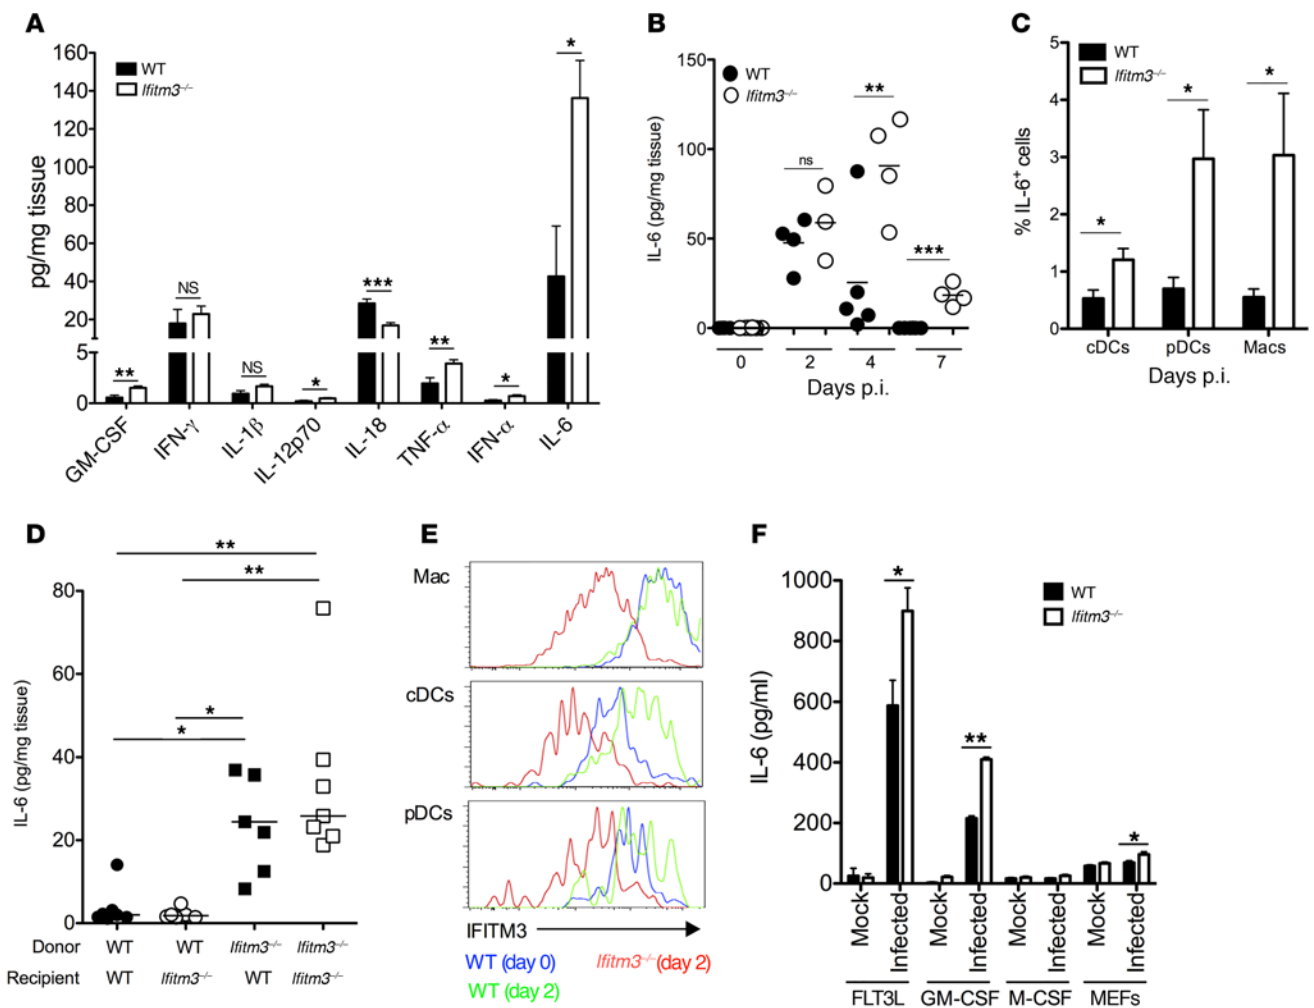 A
160
140
120
100
80
60
40
20
5
0
pg/mg tissue
WT
Ifitm3–/–
**
NS
NS
*
***
**
*
*
GM-CSF
IFN-γ
IL-1β
IL-12p70
IL-18
TNF-α
IFN-α
IL-6
B
150
100
50
0
IL-6 (pg/mg tissue)
WT
Ifitm3–/–
ns
**
***
0 2 4 7
Days p.i.
C
5
4
3
2
1
0
% IL-6+ cells
WT
Ifitm3–/–
*
*
*
cDCs pDCs Macs
Days p.i.
D
80
60
40
20
0
IL-6 (pg/mg tissue)
**
**
*
*
Donor WT WT Ifitm3–/– Ifitm3–/–
Recipient WT Ifitm3–/– WT Ifitm3–/–
E
Mac
cDCs
pDCs
IFITM3
WT (day 0) Ifitm3–/– (day 2)
WT (day 2)
F
1000
800
600
400
200
0
IL-6 (pg/ml)
WT
Ifitm3–/–
*
**
*
Mock
Infected
Mock
Infected
Mock
Infected
Mock
Infected
FLT3L GM-CSF M-CSF MEFs